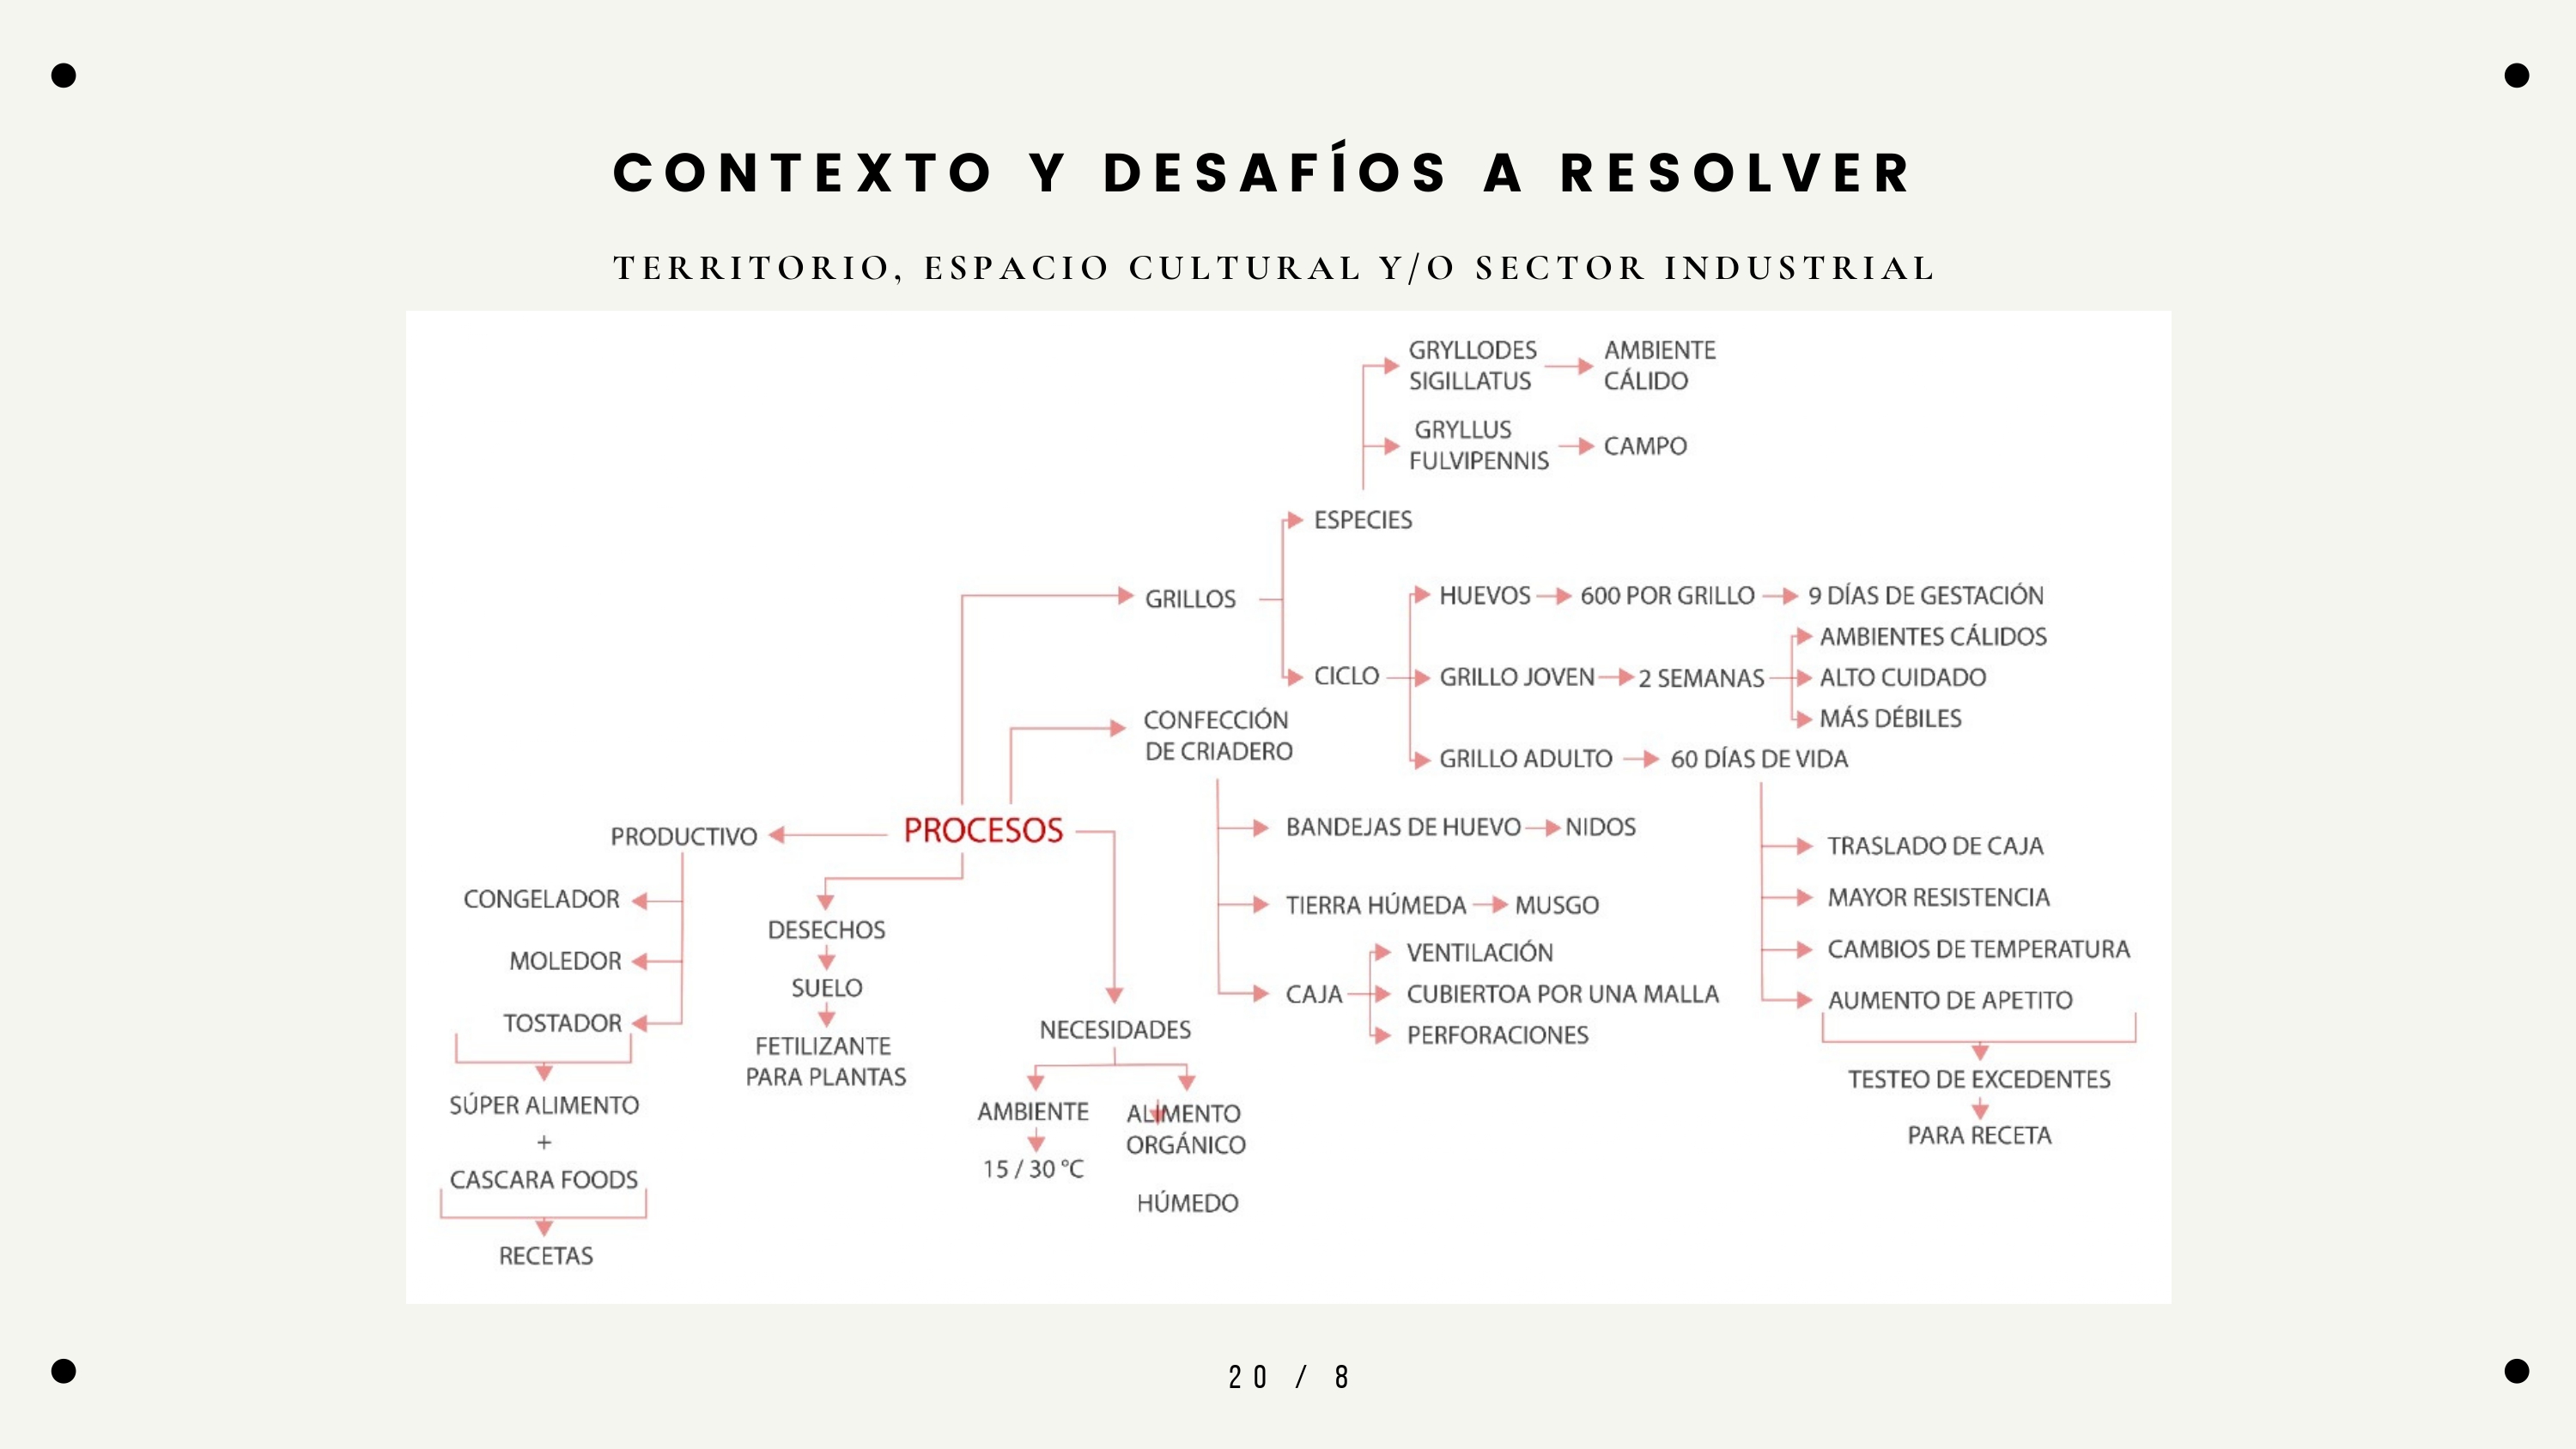 CONTEXTO Y DESAFÍOS A RESOLVER
TERRITORIO, ESPACIO CULTURAL Y/O SECTOR INDUSTRIAL
GRYLLODES
SIGILLATUS
AMBIENTE
CÁLIDO
GRYLLUS
FULVIPENNIS
CAMPO
ESPECIES
GRILLOS
HUEVOS
600 POR GRILLO
9 DÍAS DE GESTACIÓN
AMBIENTES CÁLIDOS
CICLO
GRILLO JOVEN
2 SEMANAS
ALTO CUIDADO
MÁS DÉBILES
GRILLO ADULTO
60 DÍAS DE VIDA
TRASLADO DE CAJA
MAYOR RESISTENCIA
CAMBIOS DE TEMPERATURA
AUMENTO DE APETITO
TESTEO DE EXCEDENTES
PARA RECETA
CONFECCIÓN
DE CRIADERO
BANDEJAS DE HUEVO
NIDOS
TIERRA HÚMEDA
MUSGO
CAJA
VENTILACIÓN
CUBIERTOA POR UNA MALLA
PERFORACIONES
PROCESOS
PRODUCTIVO
CONGELADOR
MOLEDOR
TOSTADOR
SÚPER ALIMENTO
+
CASCARA FOODS
RECETAS
DESECHOS
SUELO
FETILIZANTE
PARA PLANTAS
NECESIDADES
AMBIENTE
15 / 30 °C
ALIMENTO
ORGÁNICO
HÚMEDO
20 / 8